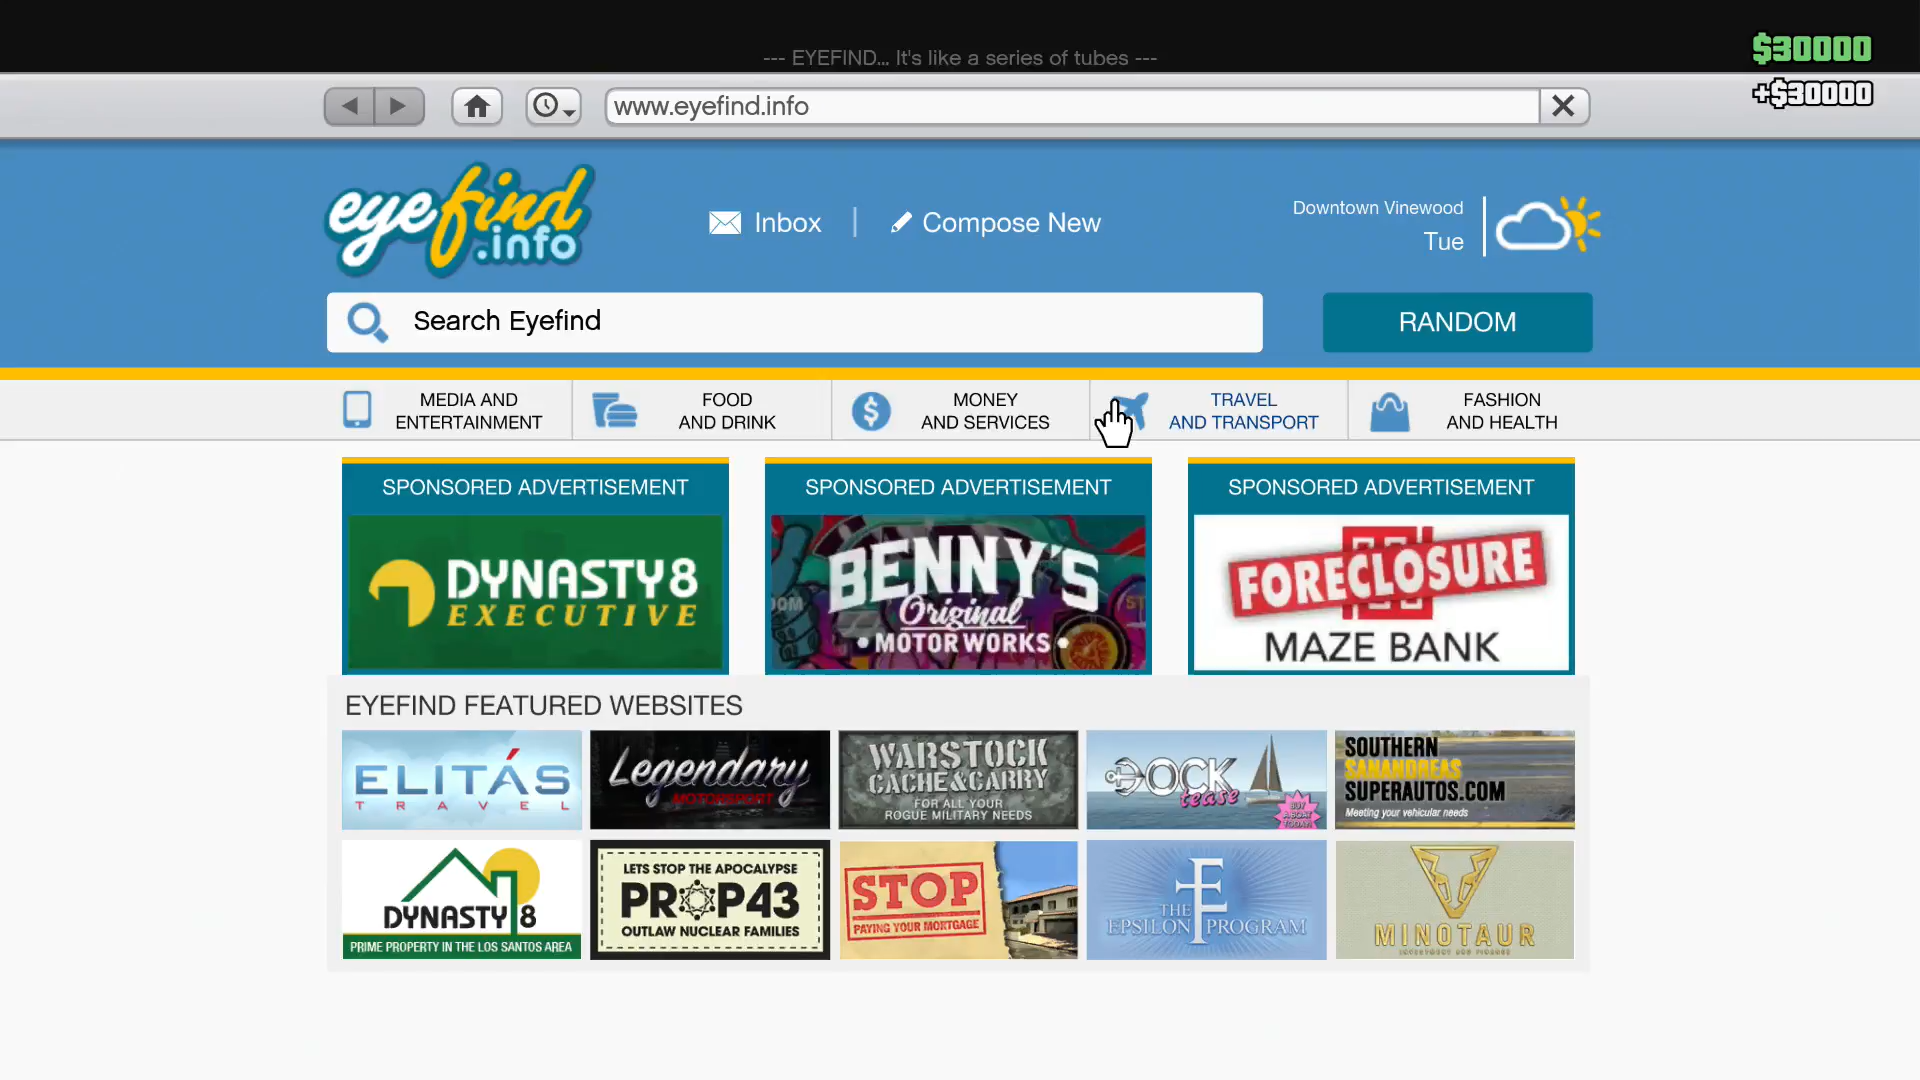 --- EYEFIND... It's like a series of tubes ---
$30000
+$30000
www.eyefind.info
eyefind
.info
Inbox
Compose New
Downtown Vinewood
Tue
Search Eyefind
RANDOM
MEDIA AND
ENTERTAINMENT
FOOD
AND DRINK
MONEY
AND SERVICES
TRAVEL
AND TRANSPORT
FASHION
AND HEALTH
SPONSORED ADVERTISEMENT
DYNASTY 8
EXECUTIVE
SPONSORED ADVERTISEMENT
BENNY'S
Original
• MOTOR WORKS •
SPONSORED ADVERTISEMENT
FORECLOSURE
MAZE BANK
EYEFIND FEATURED WEBSITES
ELITÁS
TRAVEL
Legendary
MOTORSPORT
WARSTOCK
CACHE & CARRY
FOR ALL YOUR
ROGUE MILITARY NEEDS
DOCK
tease
BUY
A BOAT
TODAY!
SOUTHERN
SANANDREAS
SUPERAUTOS.COM
Meeting your vehicular needs
DYNASTY 8
PRIME PROPERTY IN THE LOS SANTOS AREA
LETS STOP THE APOCALYPSE
PROP43
OUTLAW NUCLEAR FAMILIES
STOP
PAYING YOUR MORTGAGE
THE
EPSILON PROGRAM
MINOTAUR
INVESTMENT AND FINANCE